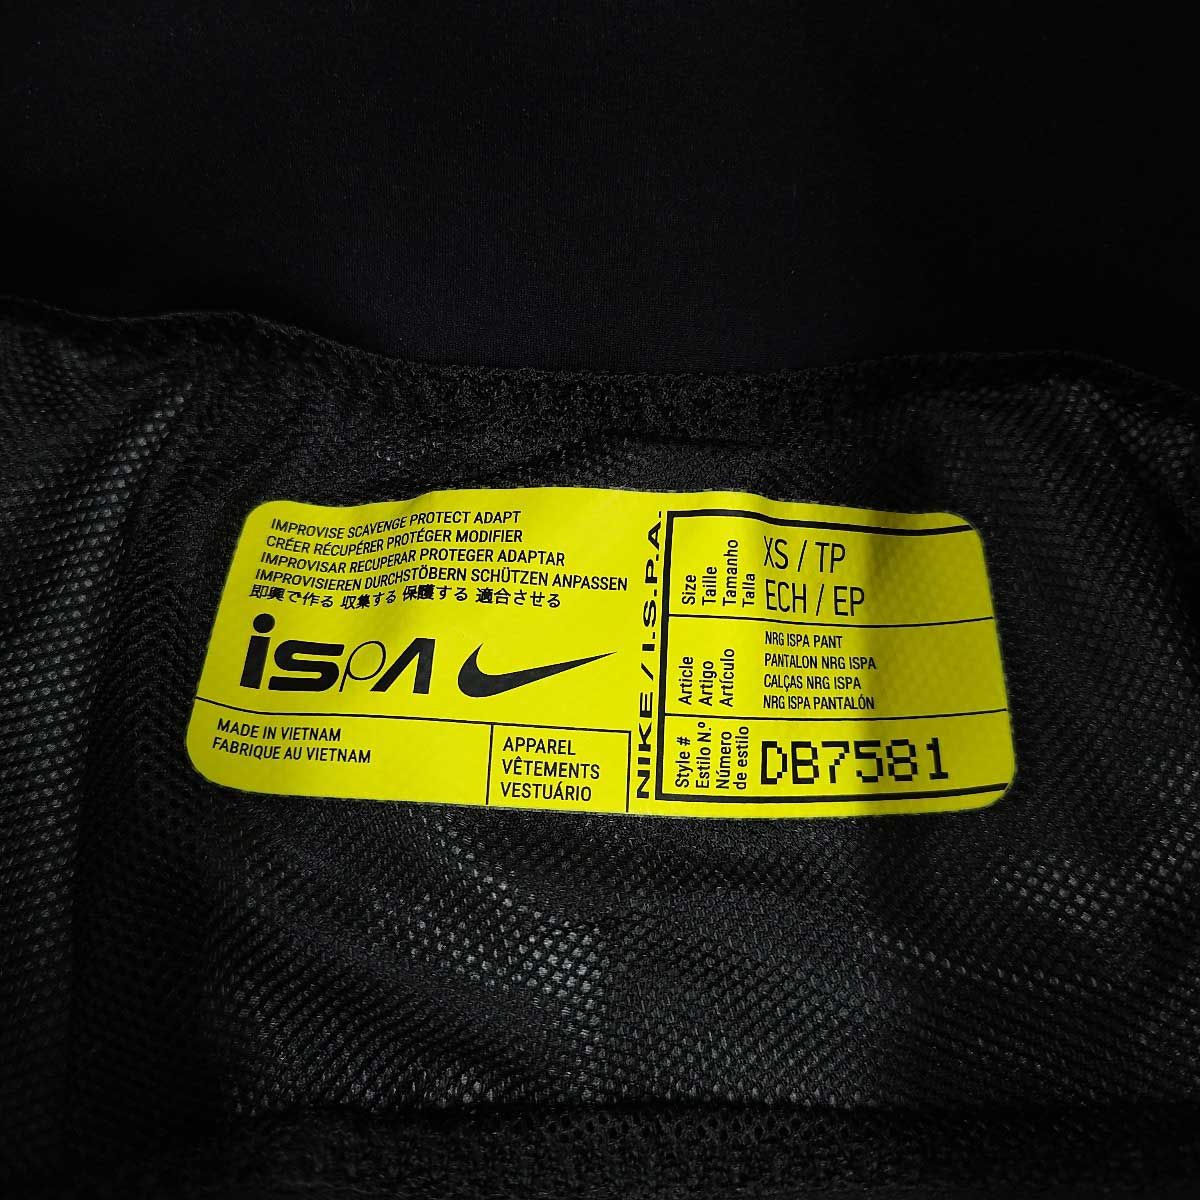 IMPROVISE SCAVENGE PROTECT ADAPT
CRÉER RÉCUPÉRER PROTÉGER MODIFIER
IMPROVISAR RECUPERAR PROTEGER ADAPTAR
IMPROVISIEREN DURCHSTÖBERN SCHÜTZEN ANPASSEN
即興で作る 収集する 保護する 適合させる
iSPA
MADE IN VIETNAM
FABRIQUE AU VIETNAM
APPAREL
VÊTEMENTS
VESTUÁRIO
NIKE / I.S.P.A.
Size
Taille
Tamanho
Talla
XS / TP
ECH / EP
Article
Artigo
Artículo
NRG ISPA PANT
PANTALON NRG ISPA
CALÇAS NRG ISPA
NRG ISPA PANTALÓN
Style #
Estilo N.º
Número
de estilo
DB7581